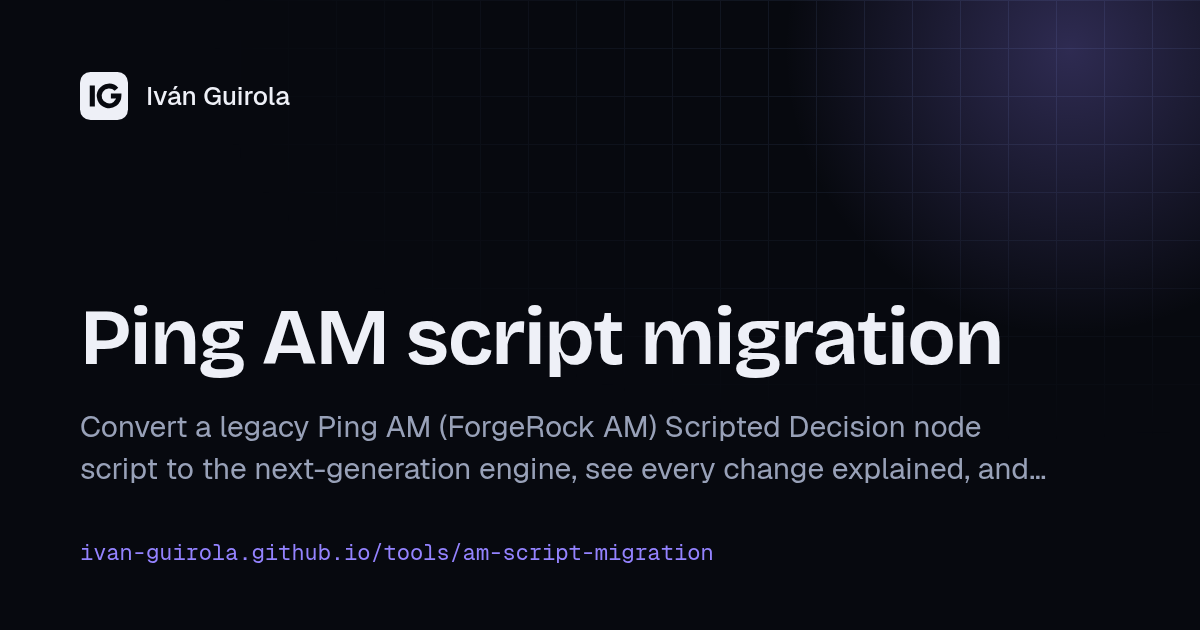 IG
Iván Guirola
Ping AM script migration
Convert a legacy Ping AM (ForgeRock AM) Scripted Decision node
script to the next-generation engine, see every change explained, and…
ivan-guirola.github.io/tools/am-script-migration